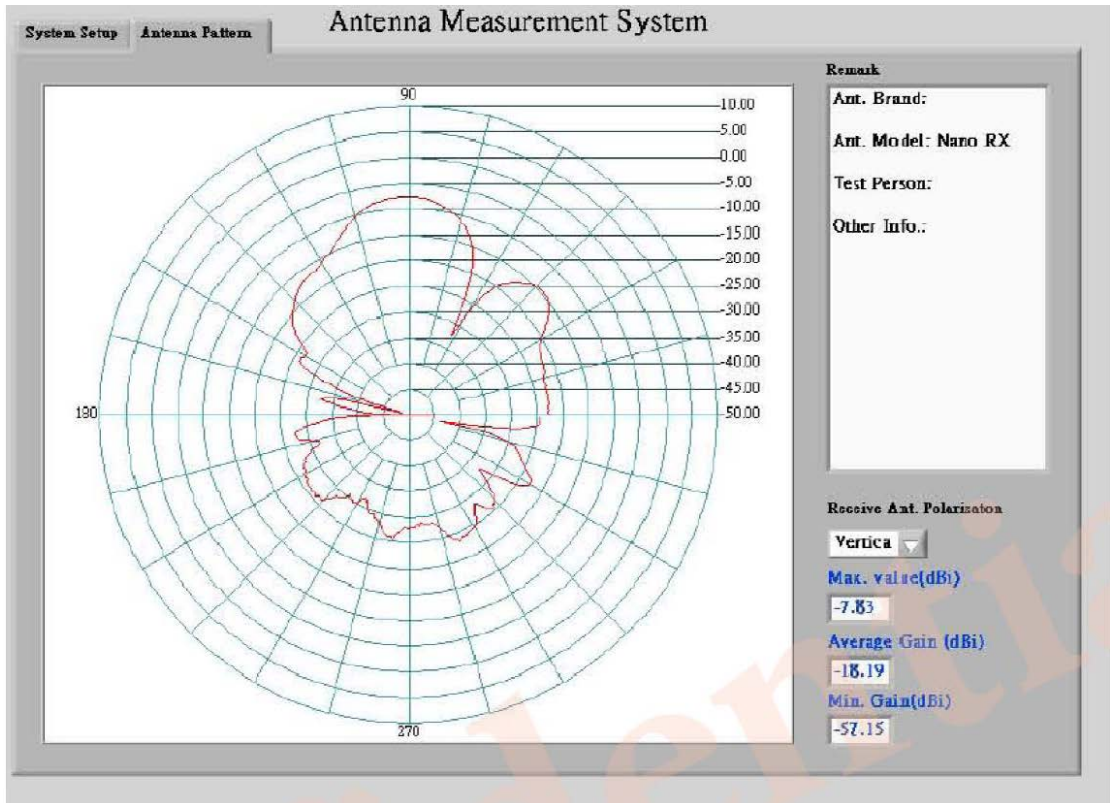 Antenna Measurement System
System Setup
Antenna Pattern
90
10.00
5.00
0.00
-5.00
-10.00
-15.00
-20.00
-25.00
-30.00
-35.00
-40.00
-45.00
-50.00
180
270
Remark
Ant. Brand:
Ant. Model: Nano RX
Test Person:
Other Info.:
Receive Ant. Polarisaton
Vertica
Max. value(dBi)
-7.83
Average Gain (dBi)
-18.19
Min. Gain(dBi)
-57.15